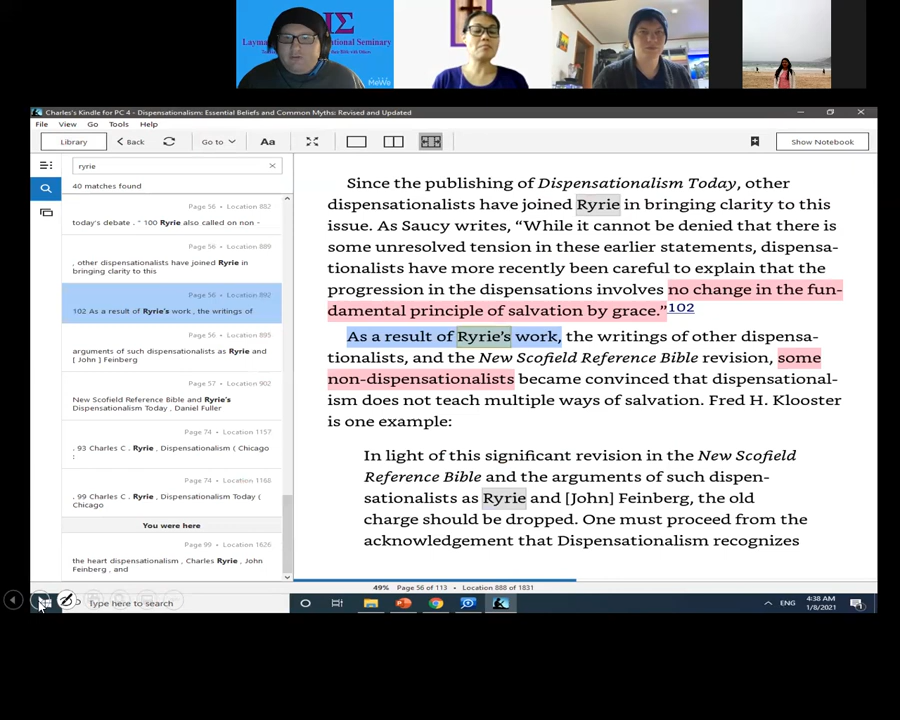 IΣ
MeWe
Charles's Kindle for PC 4 - Dispensationalism: Essential Beliefs and Common Myths: Revised and Updated
File View Go Tools Help
Library Back Go to Aa Show Notebook
ryrie
40 matches found
Page 56 • Location 882
today's debate . " 100 Ryrie also called on non -
Page 56 • Location 889
, other dispensationalists have joined Ryrie in
bringing clarity to this
Page 56 • Location 892
102 As a result of Ryrie's work , the writings of
Page 56 • Location 895
arguments of such dispensationalists as Ryrie and
[ John ] Feinberg,
Page 57 • Location 902
New Scofield Reference Bible and Ryrie's
Dispensationalism Today , Daniel Fuller
Page 74 • Location 1157
, 93 Charles C . Ryrie , Dispensationalism ( Chicago
:
Page 74 • Location 1168
, 99 Charles C . Ryrie , Dispensationalism Today (
Chicago
You were here
Page 99 • Location 1626
the heart dispensationalism , Charles Ryrie , John
Feinberg , and
Since the publishing of Dispensationalism Today, other
dispensationalists have joined Ryrie in bringing clarity to this
issue. As Saucy writes, “While it cannot be denied that there is
some unresolved tension in these earlier statements, dispensa-
tionalists have more recently been careful to explain that the
progression in the dispensations involves no change in the fun-
damental principle of salvation by grace.”102
As a result of Ryrie’s work, the writings of other dispensa-
tionalists, and the New Scofield Reference Bible revision, some
non-dispensationalists became convinced that dispensational-
ism does not teach multiple ways of salvation. Fred H. Klooster
is one example:
In light of this significant revision in the New Scofield
Reference Bible and the arguments of such dispen-
sationalists as Ryrie and [John] Feinberg, the old
charge should be dropped. One must proceed from the
acknowledgement that Dispensationalism recognizes
49% Page 56 of 113 • Location 888 of 1831
Type here to search
ENG
4:38 AM
1/8/2021